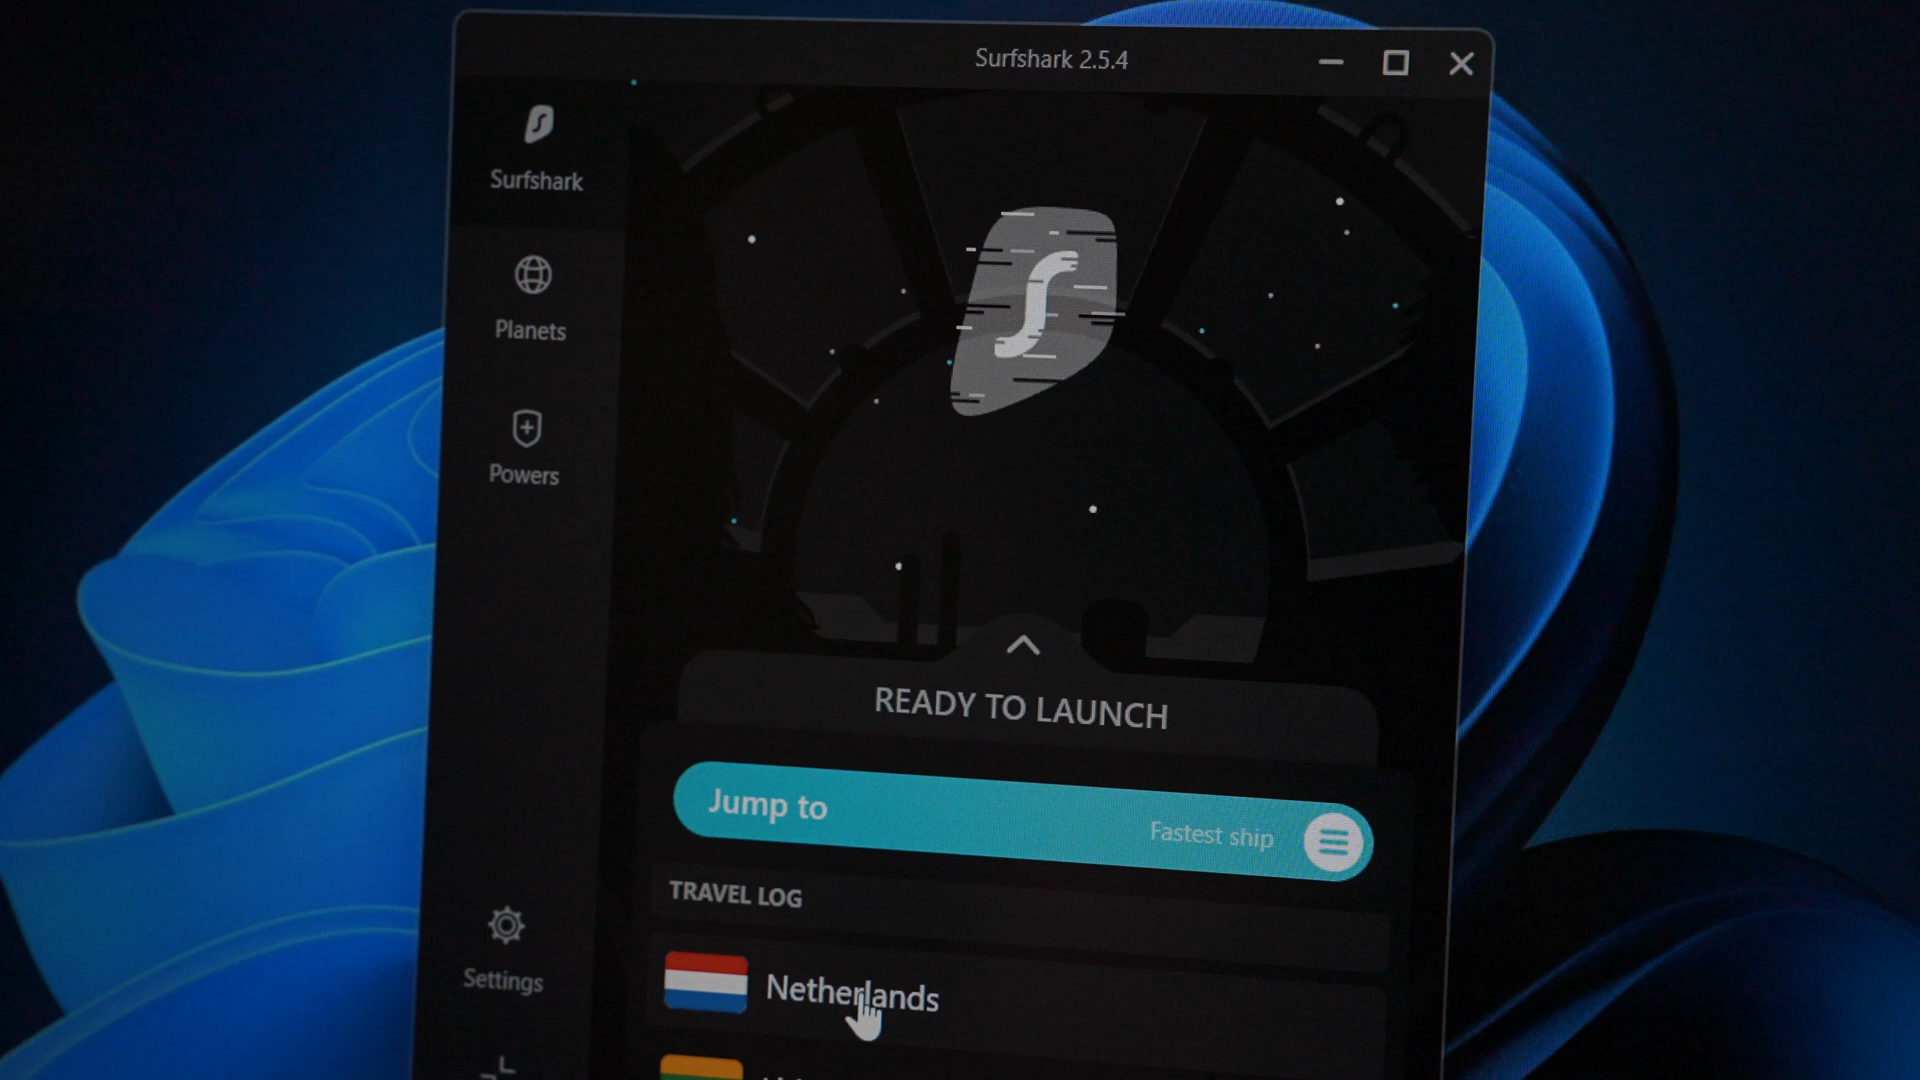 Surfshark 2.5.4
Surfshark
Planets
Powers
READY TO LAUNCH
Jump to
Fastest ship
TRAVEL LOG
Settings
Netherlands